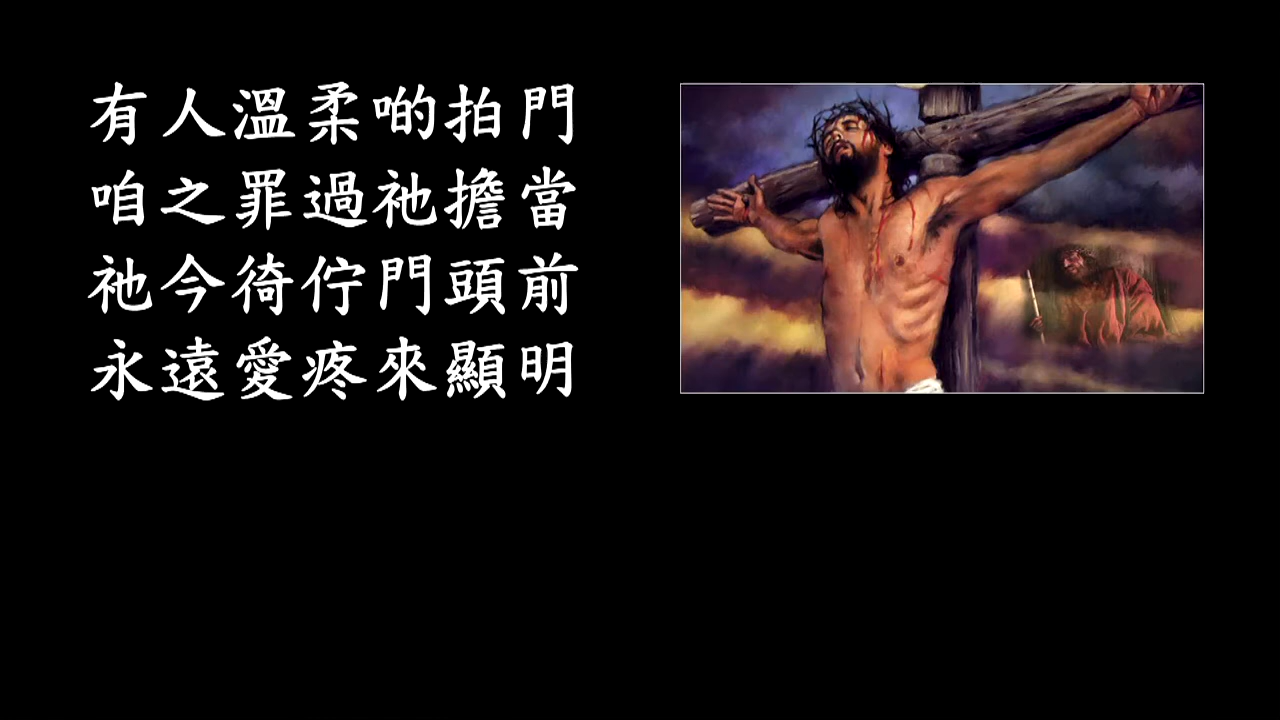 有人溫柔啲拍門
咱之罪過祂擔當
祂今徛佇門頭前
永遠愛疼來顯明